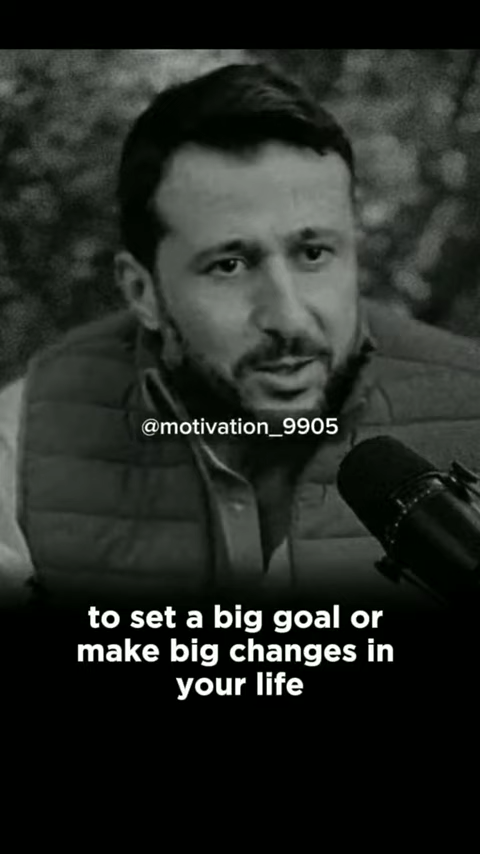 @motivation_9905
to set a big goal or
make big changes in
your life